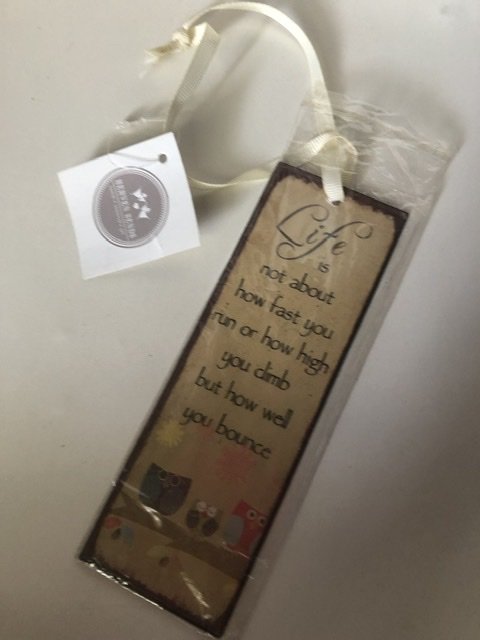 Life
is
not about
how fast you
run or how high
you climb
but how well
you bounce